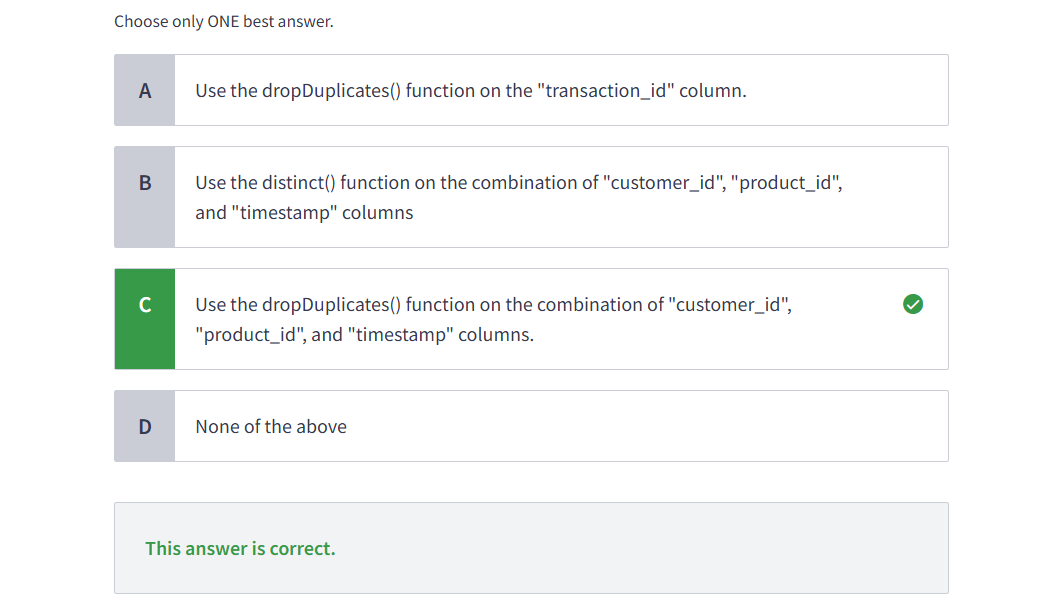 Choose only ONE best answer.
A
Use the dropDuplicates() function on the "transaction_id" column.
B
Use the distinct() function on the combination of "customer_id", "product_id",
and "timestamp" columns
C
Use the dropDuplicates() function on the combination of "customer_id",
"product_id", and "timestamp" columns.
D
None of the above
This answer is correct.